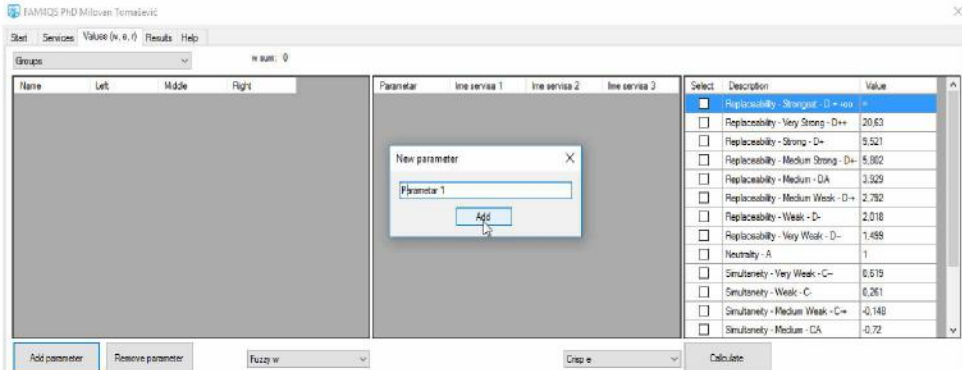 FAM4QS PhD Milovan Tomašević
Start Services Values (w, e, r) Results Help
Groups w sum: 0
Name Left Middle Right Parametar Ime servisa 1 Ime servisa 2 Ime servisa 3 Select Description Value
Replaceability - Strongest - D = +oo
Replaceability - Very Strong - D++ 20,63
Replaceability - Strong - D+ 9,521
New parameter
Replaceability - Medium Strong - D+- 5,802
Parametar 1
Replaceability - Medium - DA 3,929
Replaceability - Medium Weak - D-+ 2,792
Add
Replaceability - Weak - D- 2,018
Replaceability - Very Weak - D-- 1,499
Neutrality - A 1
Simultaneity - Very Weak - C-- 0,619
Simultaneity - Weak - C- 0,261
Simultaneity - Medium Weak - C-+ -0,148
Simultaneity - Medium - CA -0,72
Add parameter Remove parameter Fuzzy w Crisp e Calculate